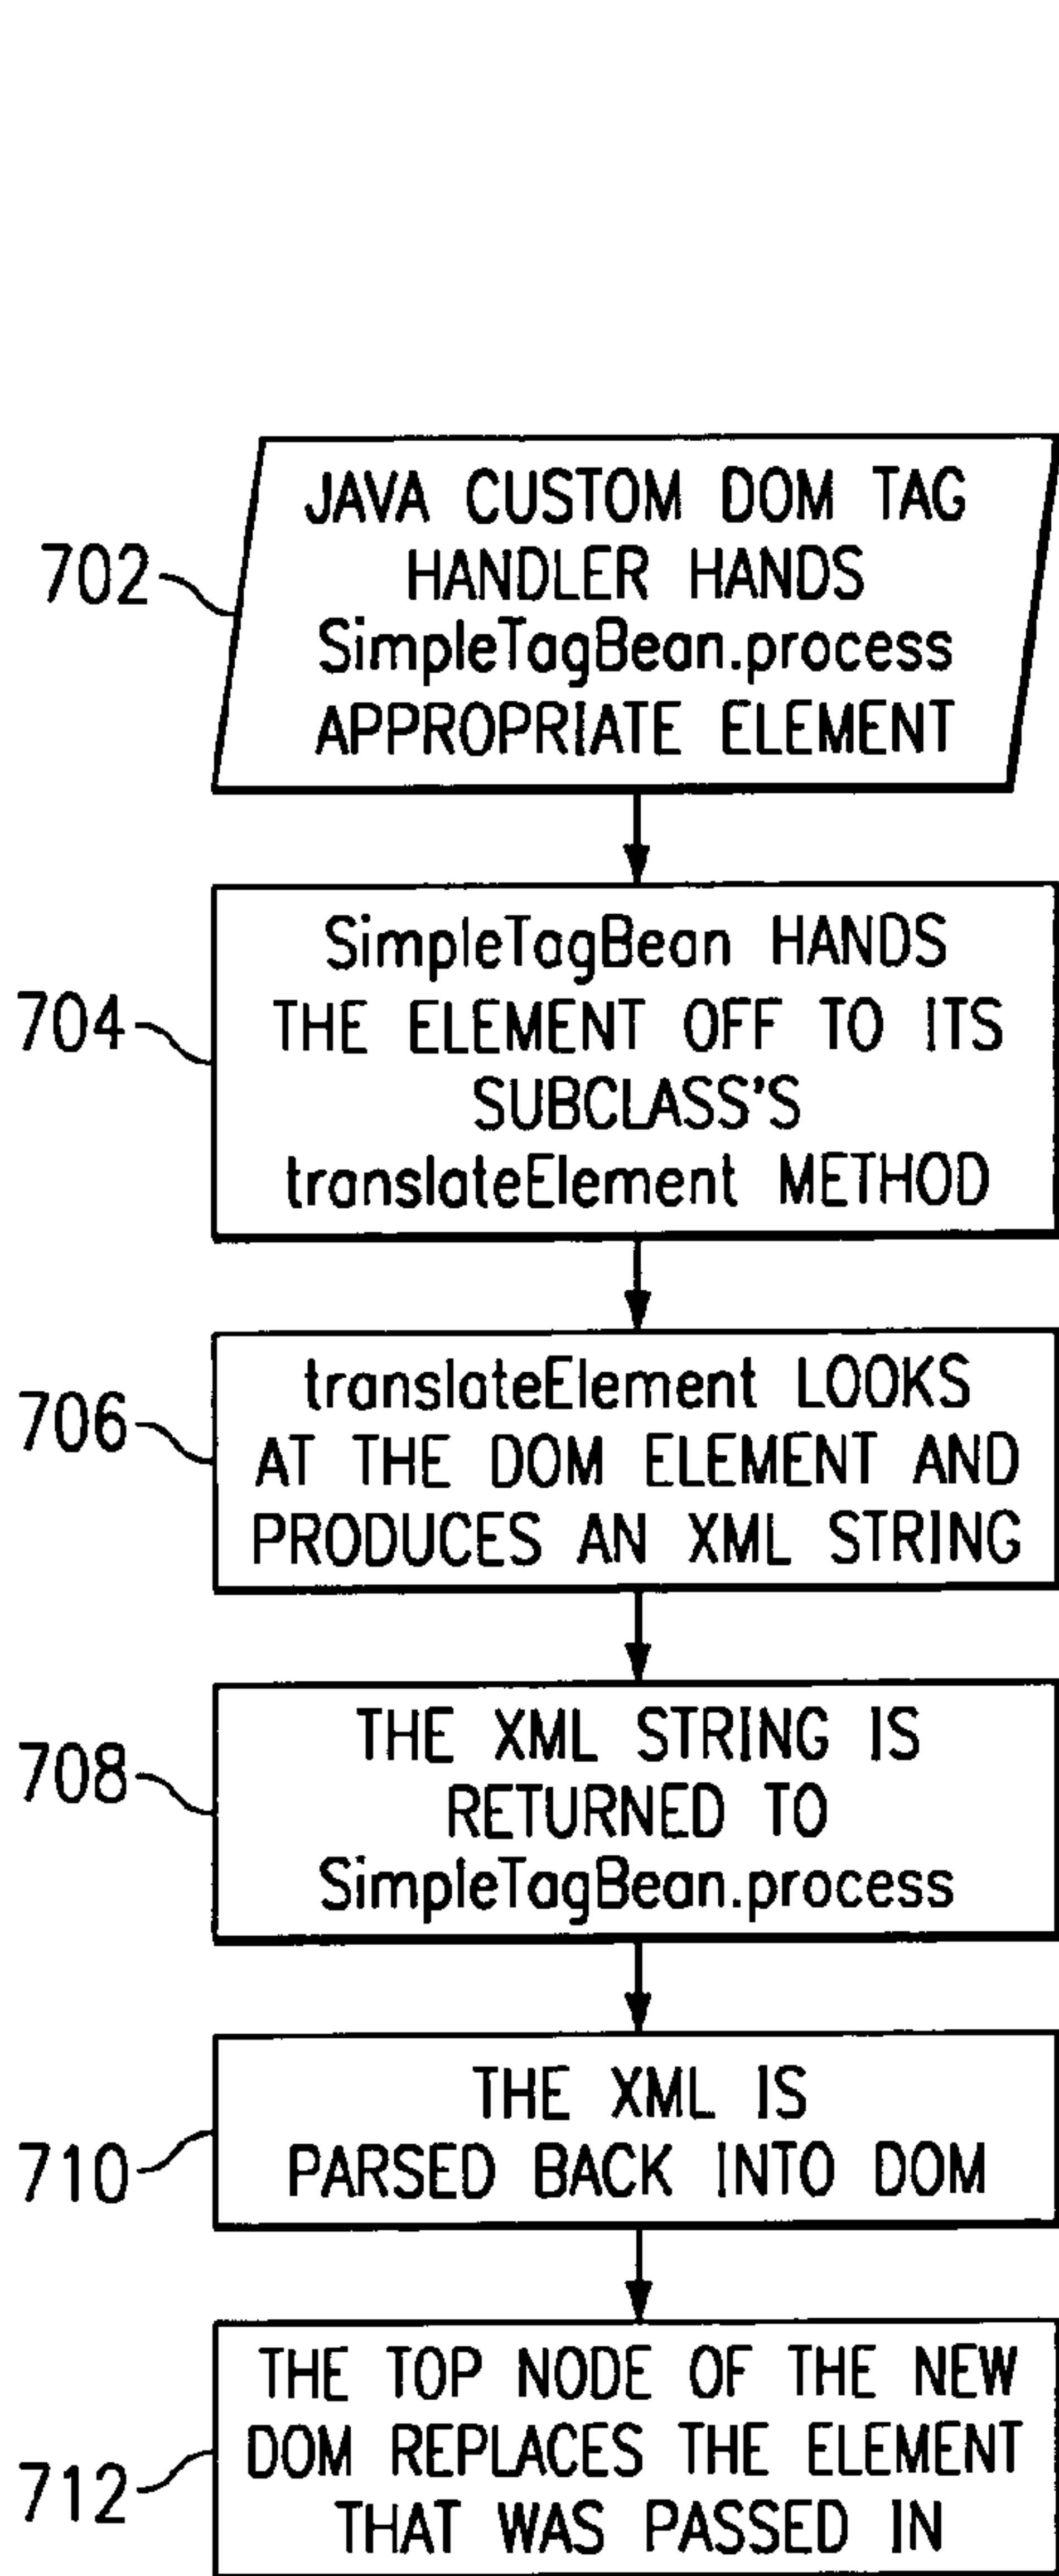 JAVA CUSTOM DOM TAG
HANDLER HANDS
SimpleTagBean.process
APPROPRIATE ELEMENT
702
SimpleTagBean HANDS
THE ELEMENT OFF TO ITS
SUBCLASS'S
translateElement METHOD
704
translateElement LOOKS
AT THE DOM ELEMENT AND
PRODUCES AN XML STRING
706
THE XML STRING IS
RETURNED TO
SimpleTagBean.process
708
THE XML IS
PARSED BACK INTO DOM
710
THE TOP NODE OF THE NEW
DOM REPLACES THE ELEMENT
THAT WAS PASSED IN
712